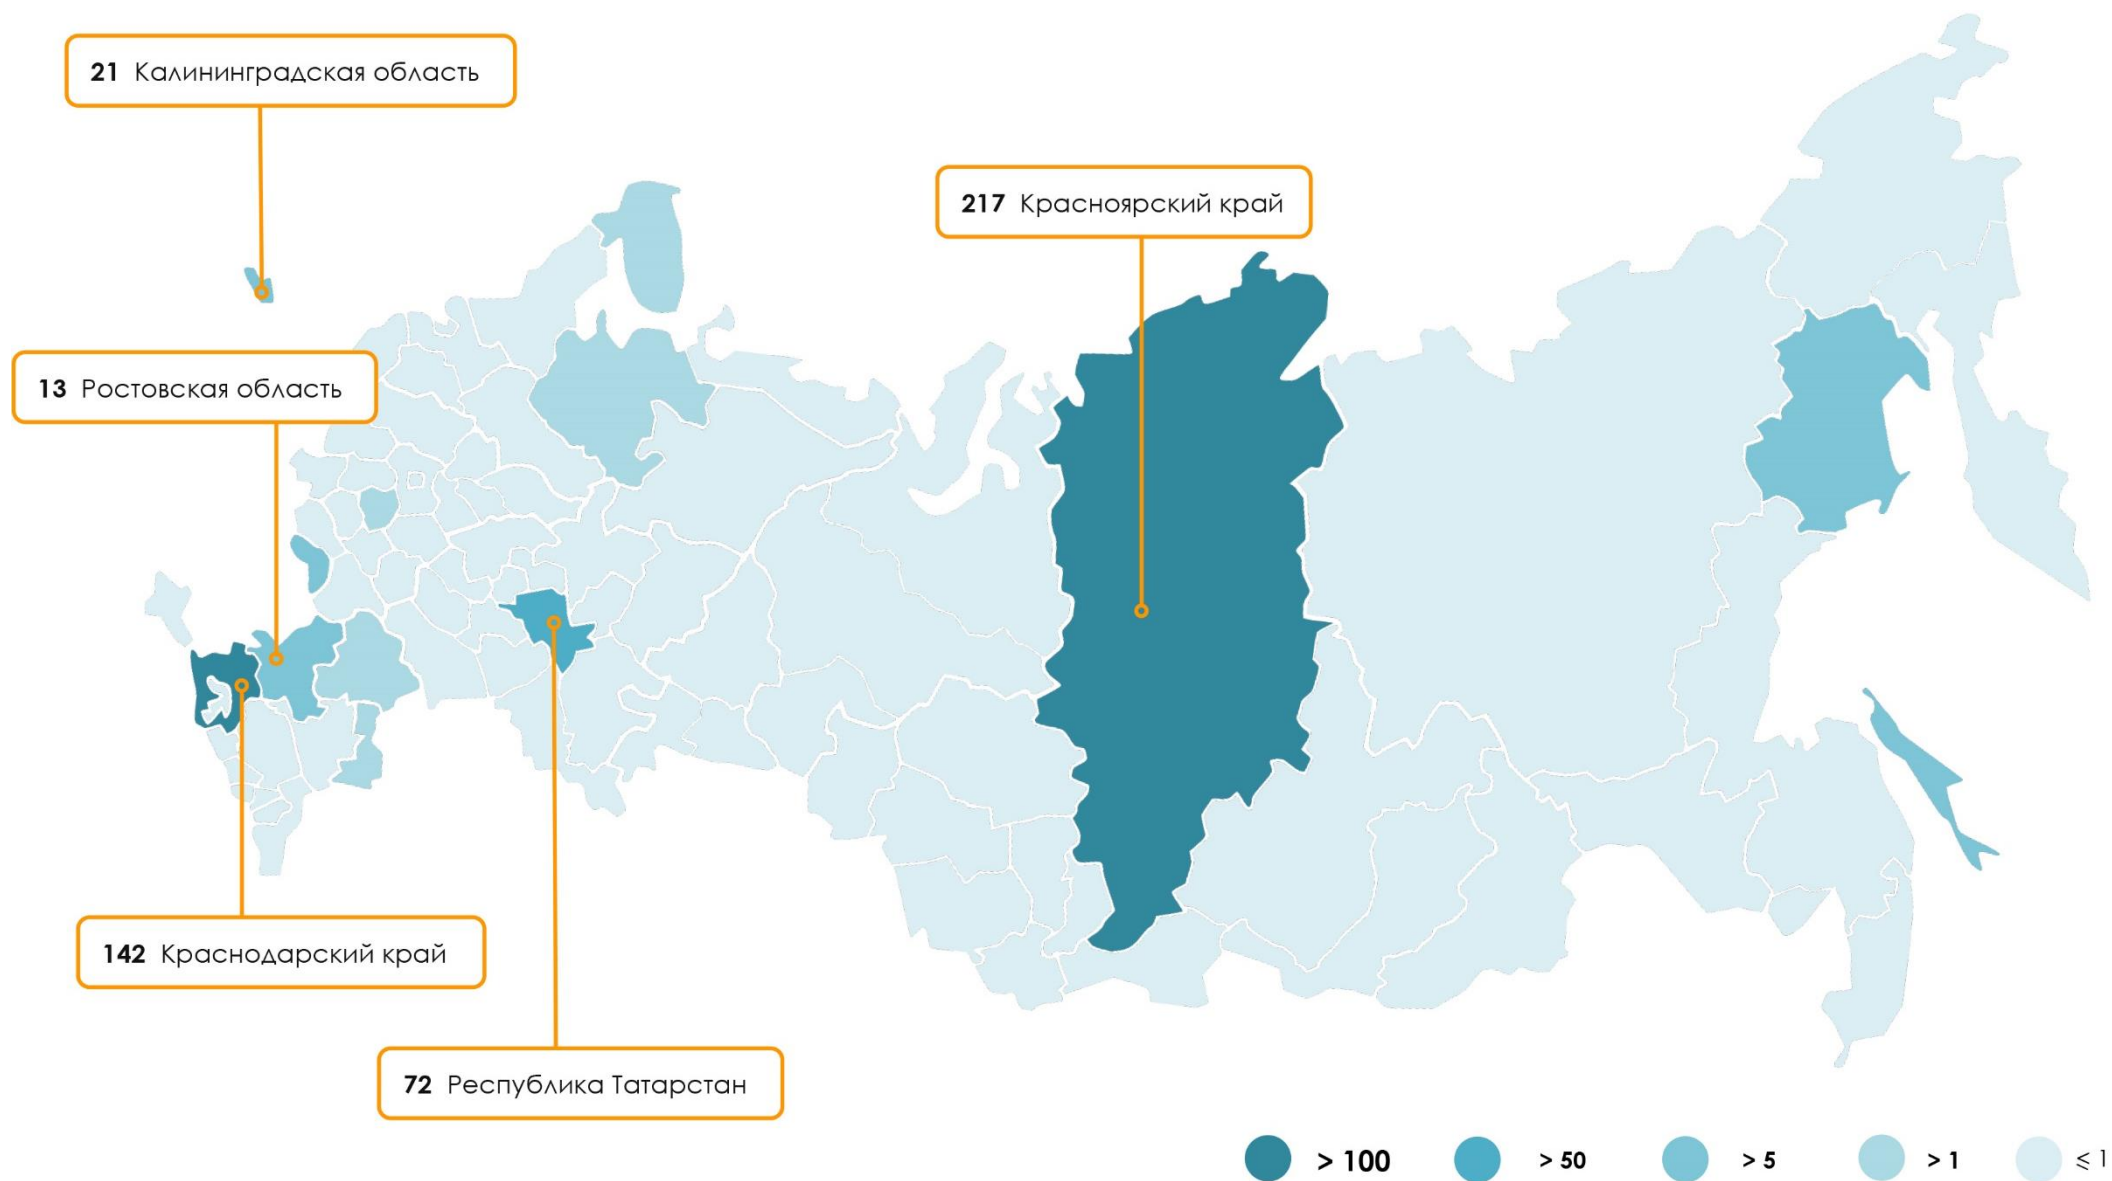 21 Калининградская область
217 Красноярский край
13 Ростовская область
142 Краснодарский край
72 Республика Татарстан
> 100 > 50 > 5 > 1 ⩽ 1